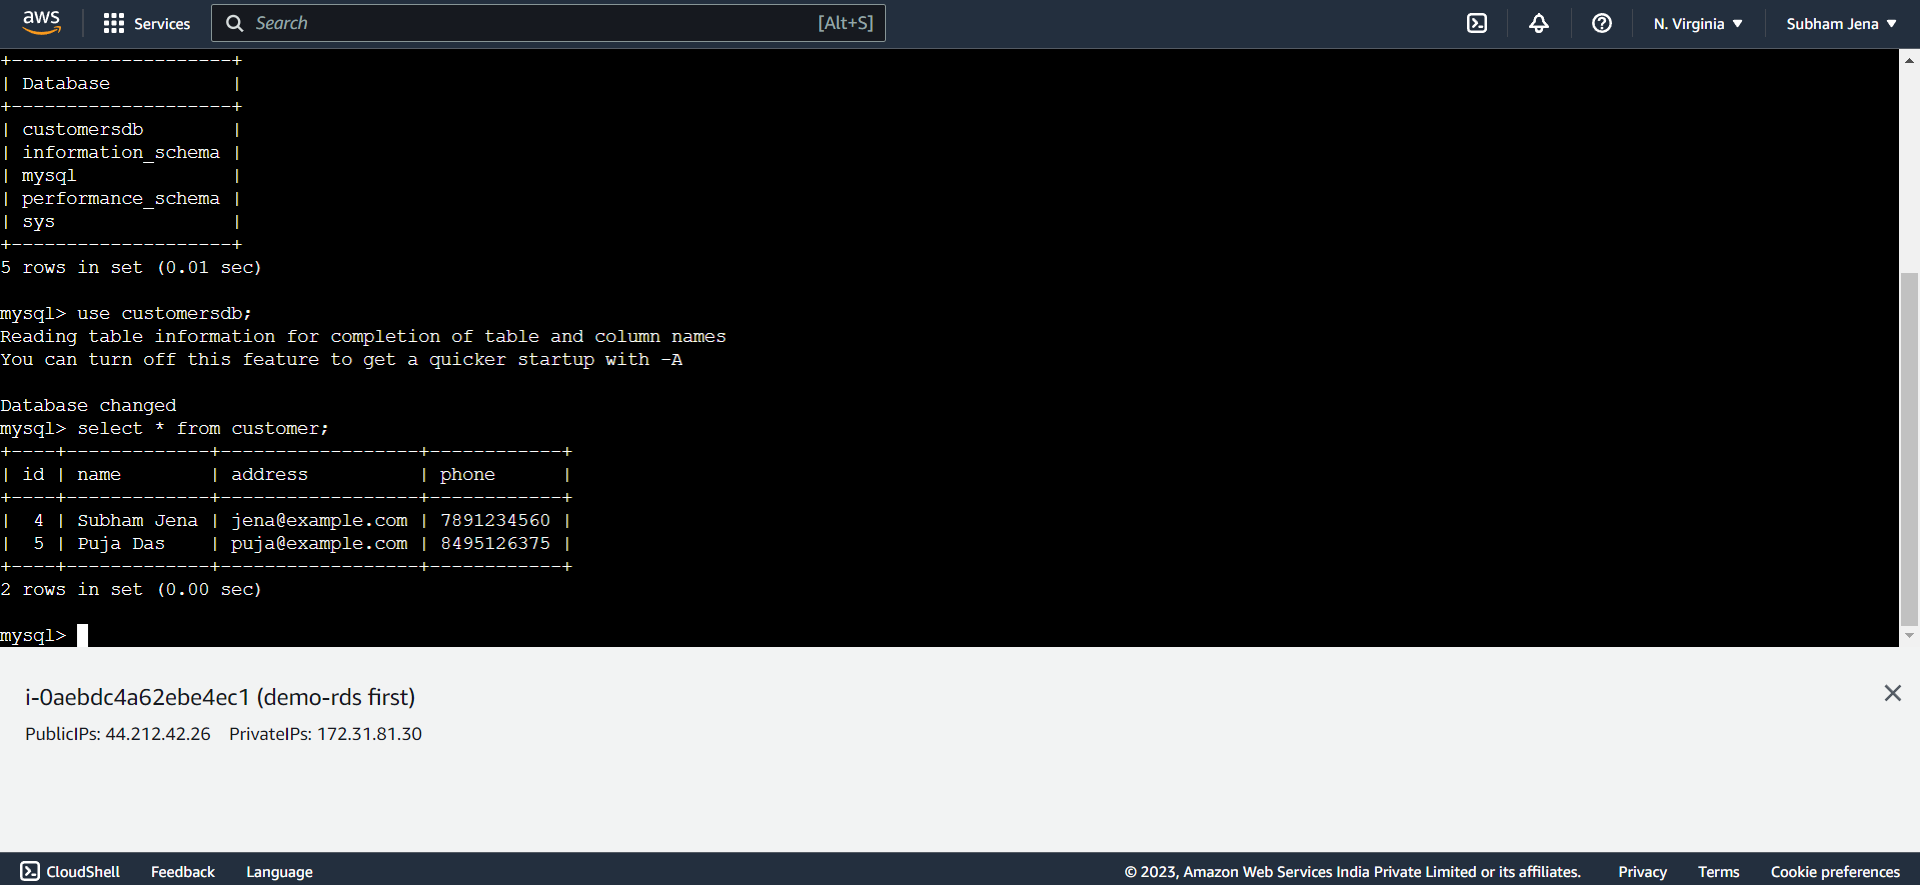 aws Services Search [Alt+S] N. Virginia Subham Jena
+--------------------+
| Database           |
+--------------------+
| customersdb        |
| information_schema |
| mysql              |
| performance_schema |
| sys                |
+--------------------+
5 rows in set (0.01 sec)
mysql> use customersdb;
Reading table information for completion of table and column names
You can turn off this feature to get a quicker startup with -A
Database changed
mysql> select * from customer;
+----+-------------+------------------+------------+
| id | name        | address          | phone      |
+----+-------------+------------------+------------+
|  4 | Subham Jena | jena@example.com | 7891234560 |
|  5 | Puja Das    | puja@example.com | 8495126375 |
+----+-------------+------------------+------------+
2 rows in set (0.00 sec)
mysql>
i-0aebdc4a62ebe4ec1 (demo-rds first)
PublicIPs: 44.212.42.26 PrivateIPs: 172.31.81.30
CloudShell Feedback Language © 2023, Amazon Web Services India Private Limited or its affiliates. Privacy Terms Cookie preferences